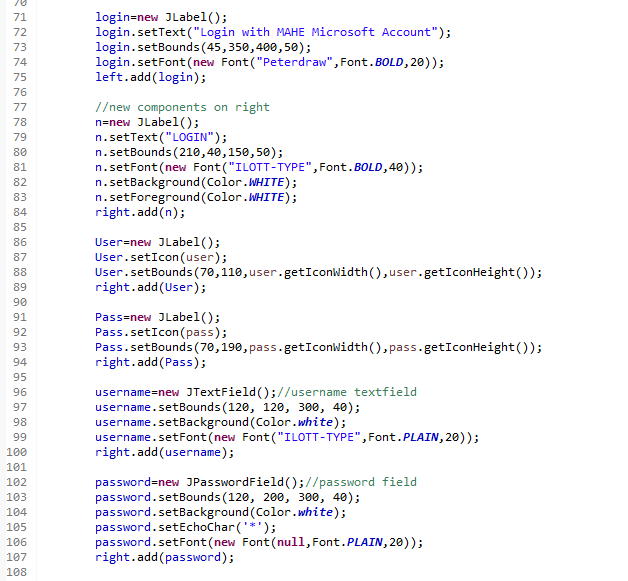 70
71 login=new JLabel();
72 login.setText("Login with MAHE Microsoft Account");
73 login.setBounds(45,350,400,50);
74 login.setFont(new Font("Peterdraw",Font.BOLD,20));
75 left.add(login);
76
77 //new components on right
78 n=new JLabel();
79 n.setText("LOGIN");
80 n.setBounds(210,40,150,50);
81 n.setFont(new Font("ILOTT-TYPE",Font.BOLD,40));
82 n.setBackground(Color.WHITE);
83 n.setForeground(Color.WHITE);
84 right.add(n);
85
86 User=new JLabel();
87 User.setIcon(user);
88 User.setBounds(70,110,user.getIconWidth(),user.getIconHeight());
89 right.add(User);
90
91 Pass=new JLabel();
92 Pass.setIcon(pass);
93 Pass.setBounds(70,190,pass.getIconWidth(),pass.getIconHeight());
94 right.add(Pass);
95
96 username=new JTextField();//username textfield
97 username.setBounds(120, 120, 300, 40);
98 username.setBackground(Color.white);
99 username.setFont(new Font("ILOTT-TYPE",Font.PLAIN,20));
100 right.add(username);
101
102 password=new JPasswordField();//password field
103 password.setBounds(120, 200, 300, 40);
104 password.setBackground(Color.white);
105 password.setEchoChar('*');
106 password.setFont(new Font(null,Font.PLAIN,20));
107 right.add(password);
108